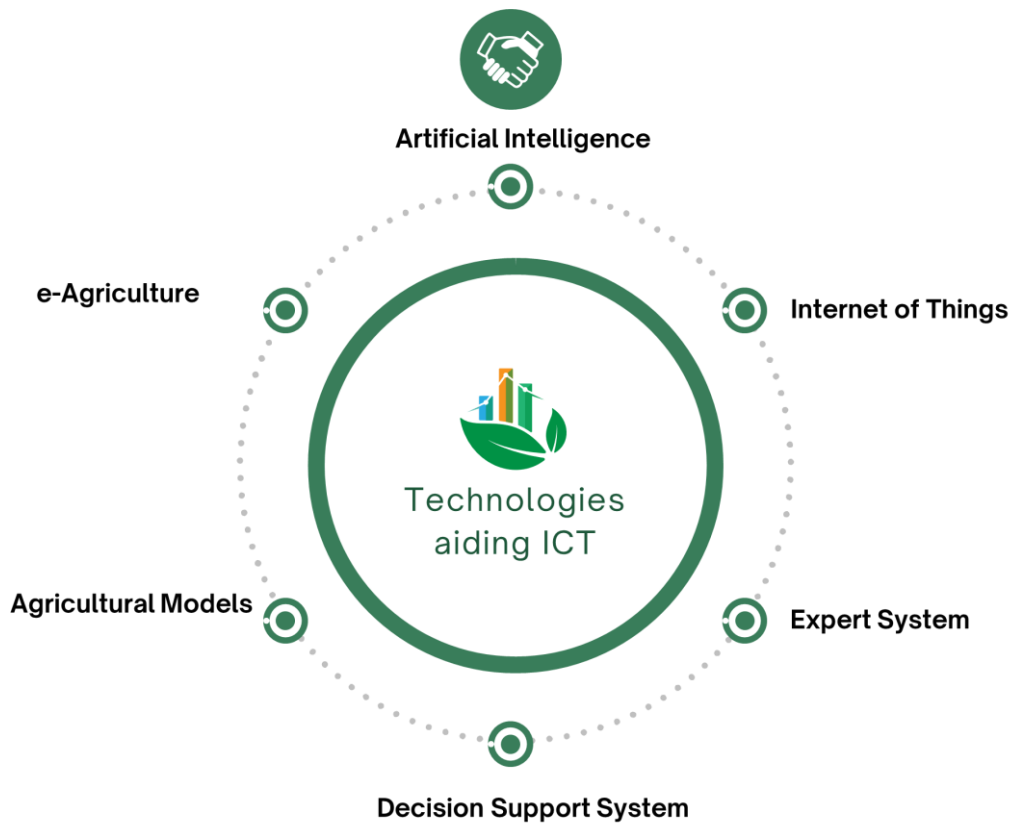 Artificial Intelligence
e-Agriculture
Internet of Things
Technologies
aiding ICT
Agricultural Models
Expert System
Decision Support System